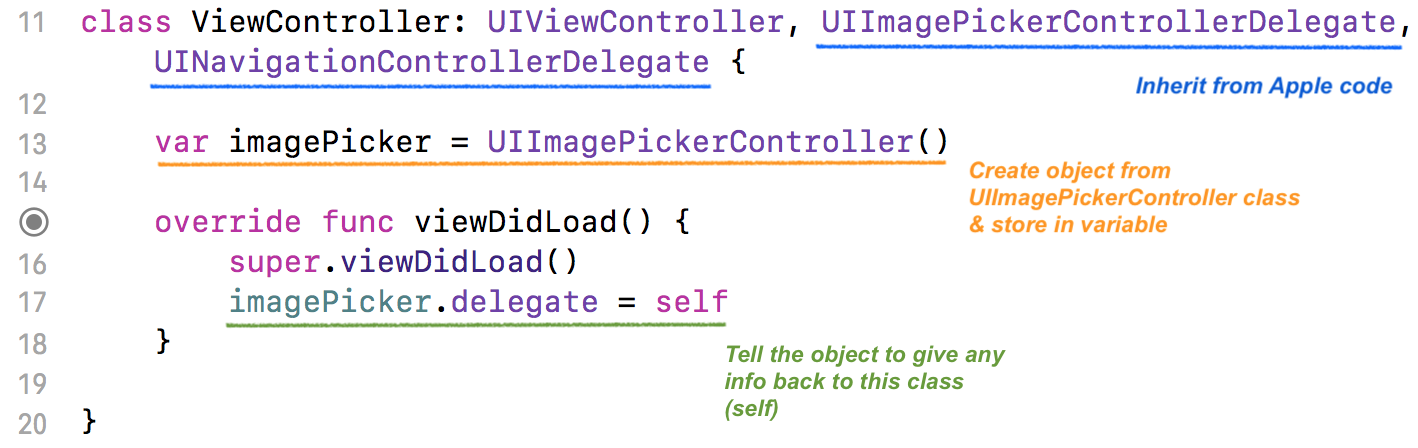 11 class ViewController: UIViewController, UIImagePickerControllerDelegate,
UINavigationControllerDelegate {
Inherit from Apple code
12
13 var imagePicker = UIImagePickerController()
Create object from
UIImagePickerController class
& store in variable
14
override func viewDidLoad() {
16 super.viewDidLoad()
17 imagePicker.delegate = self
18 }
Tell the object to give any
info back to this class
(self)
19
20 }